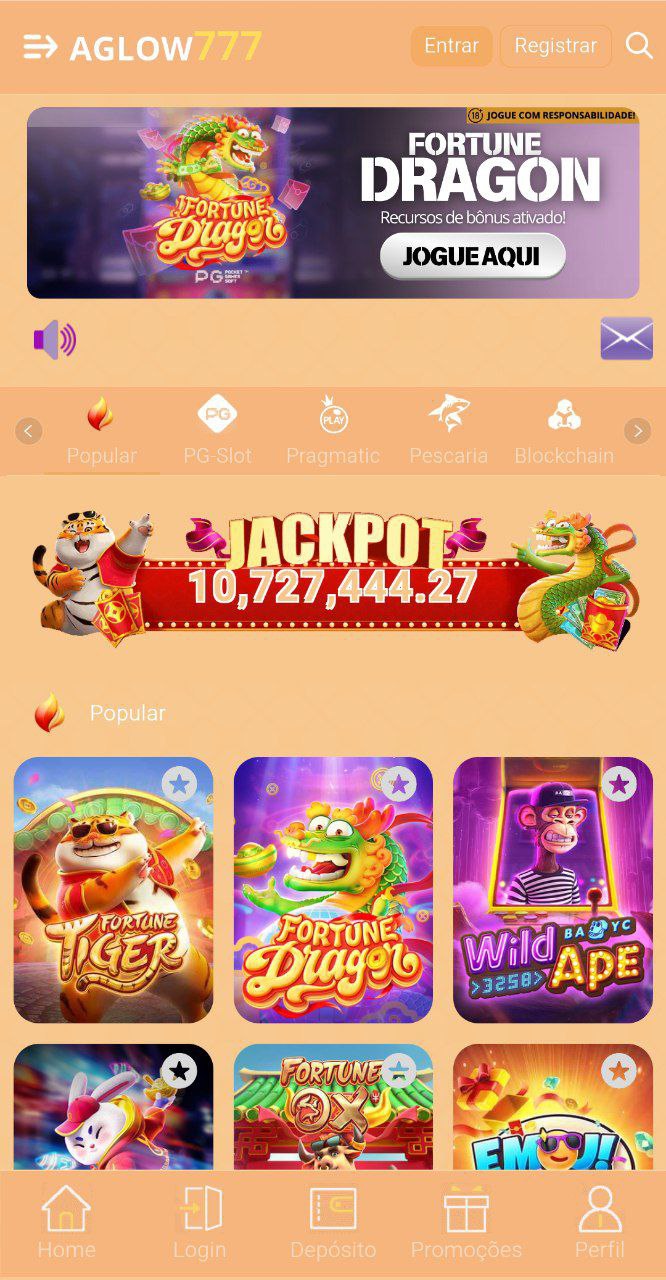 AGLOW777
Entrar
Registrar
18
JOGUE COM RESPONSABILIDADE!
FORTUNE
Dragon
PG POCKET GAMES SOFT
FORTUNE
DRAGON
Recursos de bônus ativado!
JOGUE AQUI
PG
PLAY
Popular
PG-Slot
Pragmatic
Pescaria
Blockchain
JACKPOT
10,727,444.27
Popular
FORTUNE
TIGER
FORTUNE
Dragon
Wild
BAYC
>3258>
APE
FORTUNE
OX
EMOJI
Home
Login
Depósito
Promoções
Perfil